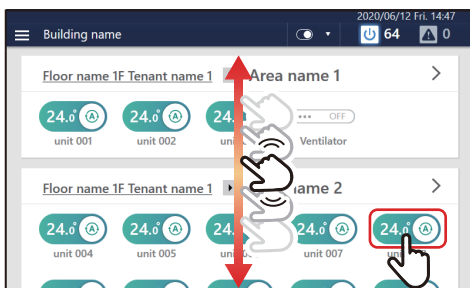 2020/06/12 Fri. 14:47
Building name 64 0
Floor name 1F Tenant name 1 Area name 1
24.0° A 24.0° A 24. OFF
unit 001 unit 002 Ventilator
Floor name 1F Tenant name 1 name 2
24.0° A 24.0° A 24. 24.0° A 24.0° A
unit 004 unit 005 unit 007